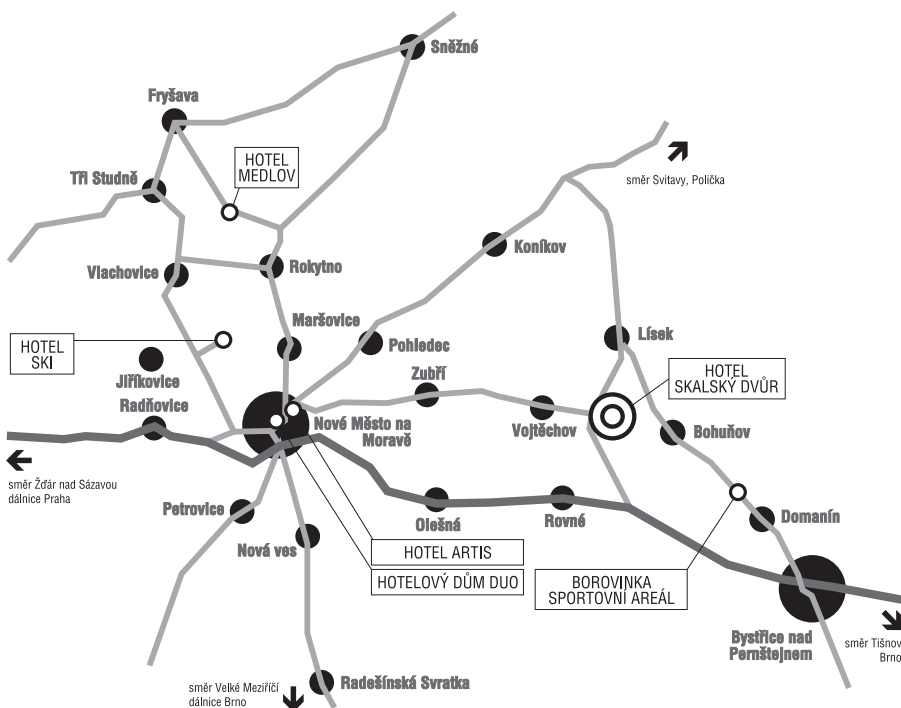 Sněžné
Fryšava
HOTEL
MEDLOV
Tři Studně
směr Svitavy, Polička
Koníkov
Vlachovice
Rokytno
Maršovice
Pohledec
Lísek
HOTEL
SKI
Jiříkovice
Zubří
HOTEL
SKALSKÝ DVŮR
Radňovice
Nové Město na
Moravě
Vojtěchov
Bohuňov
směr Žďár nad Sázavou
dálnice Praha
Petrovice
Olešná
Rovné
Domanín
Nová ves
HOTEL ARTIS
HOTELOVÝ DŮM DUO
BOROVINKA
SPORTOVNÍ AREÁL
Bystřice nad
Pernštejnem
směr Tišnov
Brno
Radešínská Svratka
směr Velké Meziříčí
dálnice Brno